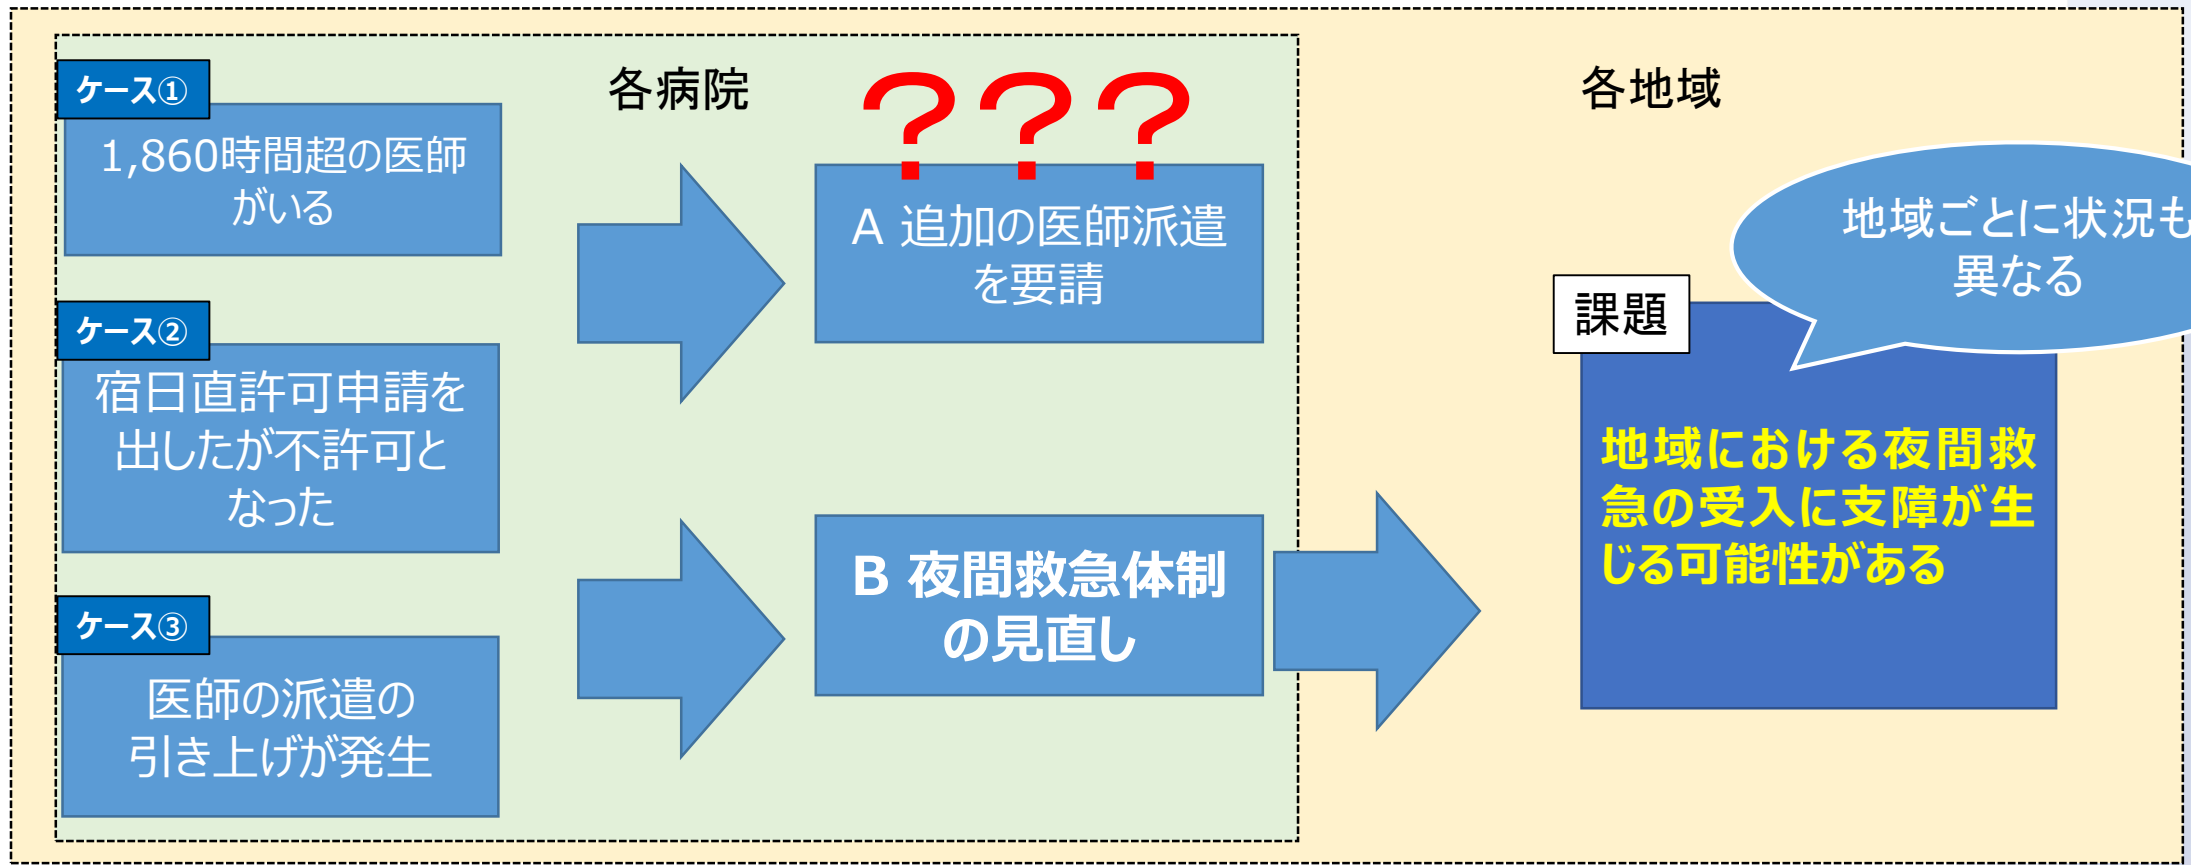 各病院
各地域
ケース①
1,860時間超の医師
がいる
ケース②
宿日直許可申請を
出したが不許可と
なった
ケース③
医師の派遣の
引き上げが発生
???
A 追加の医師派遣
を要請
B 夜間救急体制
の見直し
地域ごとに状況も
異なる
課題
地域における夜間救
急の受入に支障が生
じる可能性がある